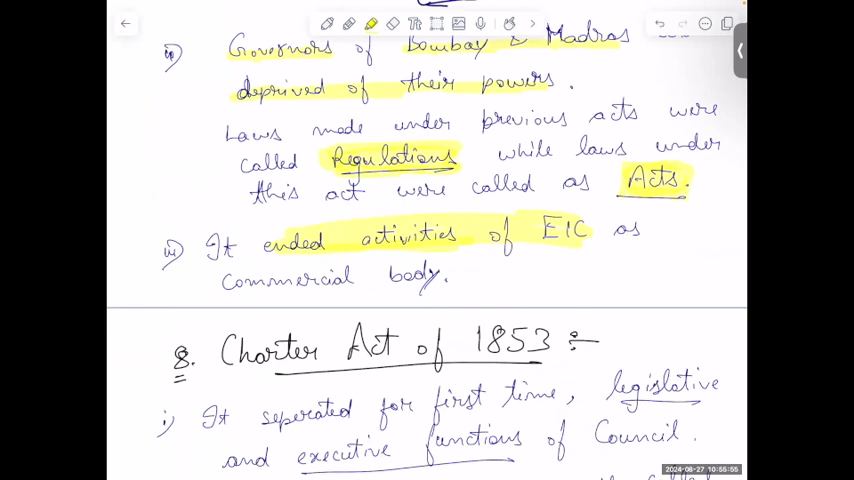 ii) Governors of Bombay & Madras
deprived of their powers.
Laws made under previous acts were
called Regulations while laws under
this act were called as Acts.
iii) It ended activities of EIC as
commercial body.
8. Charter Act of 1853 :-
i) It seperated for first time, legislative
and executive functions of Council.
called
2024-08-27 10:55:55